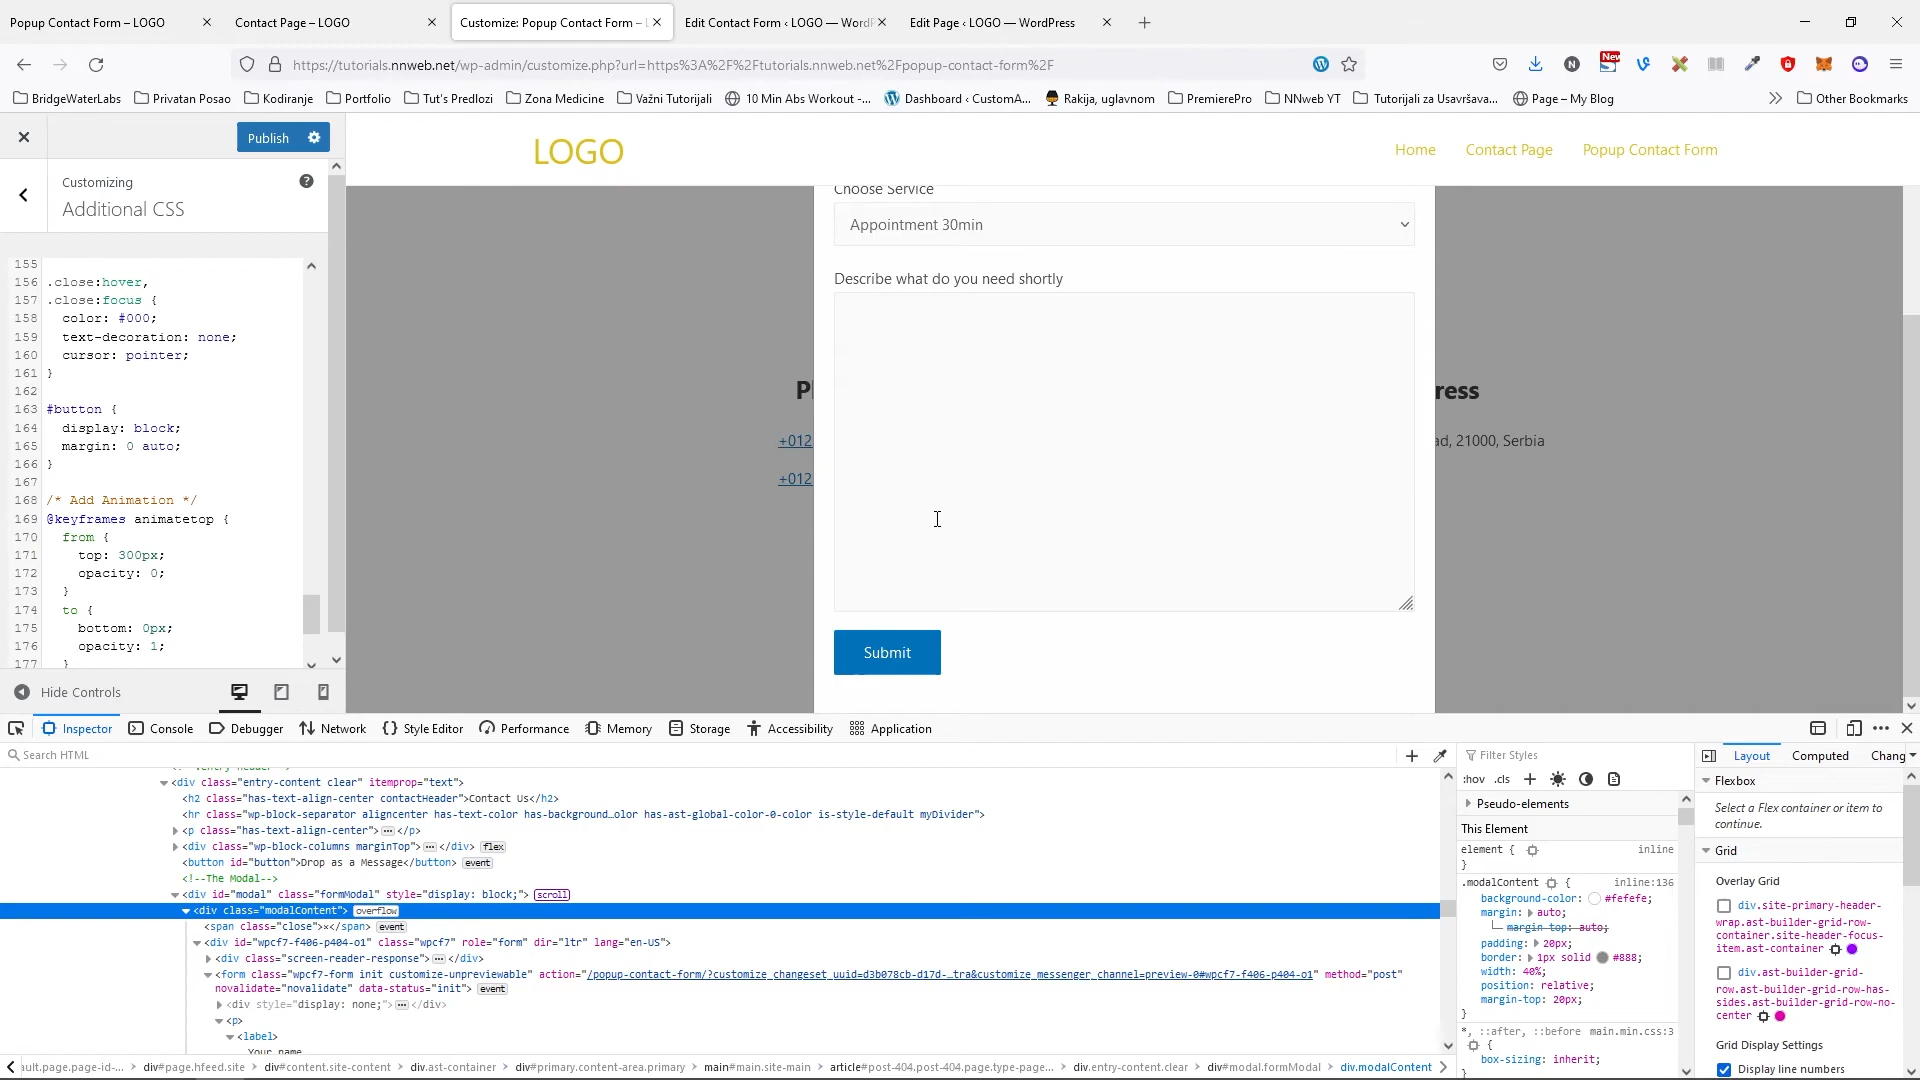 Popup Contact Form – LOGO
Contact Page – LOGO
Customize: Popup Contact Form –
Edit Contact Form ‹ LOGO — WordP
Edit Page ‹ LOGO — WordPress
https://tutorials.nnweb.net/wp-admin/customize.php?url=https%3A%2F%2Ftutorials.nnweb.net%2Fpopup-contact-form%2F
New
BridgeWaterLabs
Privatan Posao
Kodiranje
Portfolio
Tut's Predlozi
Zona Medicine
Važni Tutorijali
10 Min Abs Workout -...
Dashboard ‹ CustomA...
Rakija, uglavnom
PremierePro
NNweb YT
Tutorijali za Usavršava...
Page – My Blog
Other Bookmarks
Publish
Customizing
Additional CSS
LOGO
Home
Contact Page
Popup Contact Form
155
156 .close:hover,
157 .close:focus {
158 color: #000;
159 text-decoration: none;
160 cursor: pointer;
161 }
162
163 #button {
164 display: block;
165 margin: 0 auto;
166 }
167
168 /* Add Animation */
169 @keyframes animatetop {
170 from {
171 top: 300px;
172 opacity: 0;
173 }
174 to {
175 bottom: 0px;
176 opacity: 1;
177 }
Hide Controls
Choose Service
Appointment 30min
Describe what do you need shortly
Submit
+012
+012
ress
ad, 21000, Serbia
Inspector
Console
Debugger
Network
Style Editor
Performance
Memory
Storage
Accessibility
Application
Search HTML
<div class="entry-content clear" itemprop="text">
<h2 class="has-text-align-center contactHeader">Contact Us</h2>
<hr class="wp-block-separator aligncenter has-text-color has-background…olor has-ast-global-color-0-color is-style-default myDivider">
<p class="has-text-align-center"></p>
<div class="wp-block-columns marginTop"></div> flex
<button id="button">Drop as a Message</button> event
<!--The Modal-->
<div id="modal" class="formModal" style="display: block;"> scroll
<div class="modalContent"> overflow
<span class="close">×</span> event
<div id="wpcf7-f406-p404-o1" class="wpcf7" role="form" dir="ltr" lang="en-US">
<div class="screen-reader-response"></div>
<form class="wpcf7-form init customize-unpreviewable" action="/popup-contact-form/?customize_changeset_uuid=d3b078cb-d17d-…tra&customize_messenger_channel=preview-0#wpcf7-f406-p404-o1" method="post"
novalidate="novalidate" data-status="init"> event
<div style="display: none;"></div>
<p>
<label>
Your name
ault.page.page-id-...
div#page.hfeed.site
div#content.site-content
div.ast-container
div#primary.content-area.primary
main#main.site-main
article#post-404.post-404.page.type-page...
div.entry-content.clear
div#modal.formModal
div.modalContent
Filter Styles
:hov .cls
Pseudo-elements
This Element
element { inline
}
.modalContent { inline:136
background-color: #fefefe;
margin: auto;
margin-top: auto;
padding: 20px;
border: 1px solid #888;
width: 40%;
position: relative;
margin-top: 20px;
}
*, ::after, ::before main.min.css:3
{
box-sizing: inherit;
}
Layout
Computed
Chang
Flexbox
Select a Flex container or item to
continue.
Grid
Overlay Grid
div.site-primary-header-
wrap.ast-builder-grid-row-
container.site-header-focus-
item.ast-container
div.ast-builder-grid-
row.ast-builder-grid-row-has-
sides.ast-builder-grid-row-no-
center
Grid Display Settings
Display line numbers